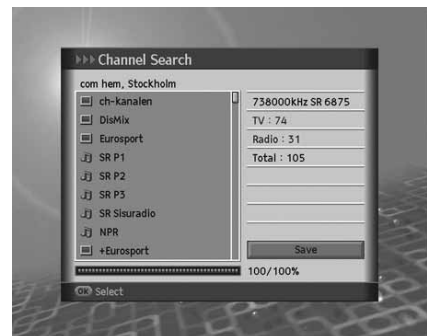 Channel Search
com hem, Stockholm
ch-kanalen
DisMix
Eurosport
SR P1
SR P2
SR P3
SR Sisuradio
NPR
+Eurosport
738000kHz SR 6875
TV : 74
Radio : 31
Total : 105
Save
100/100%
OK Select